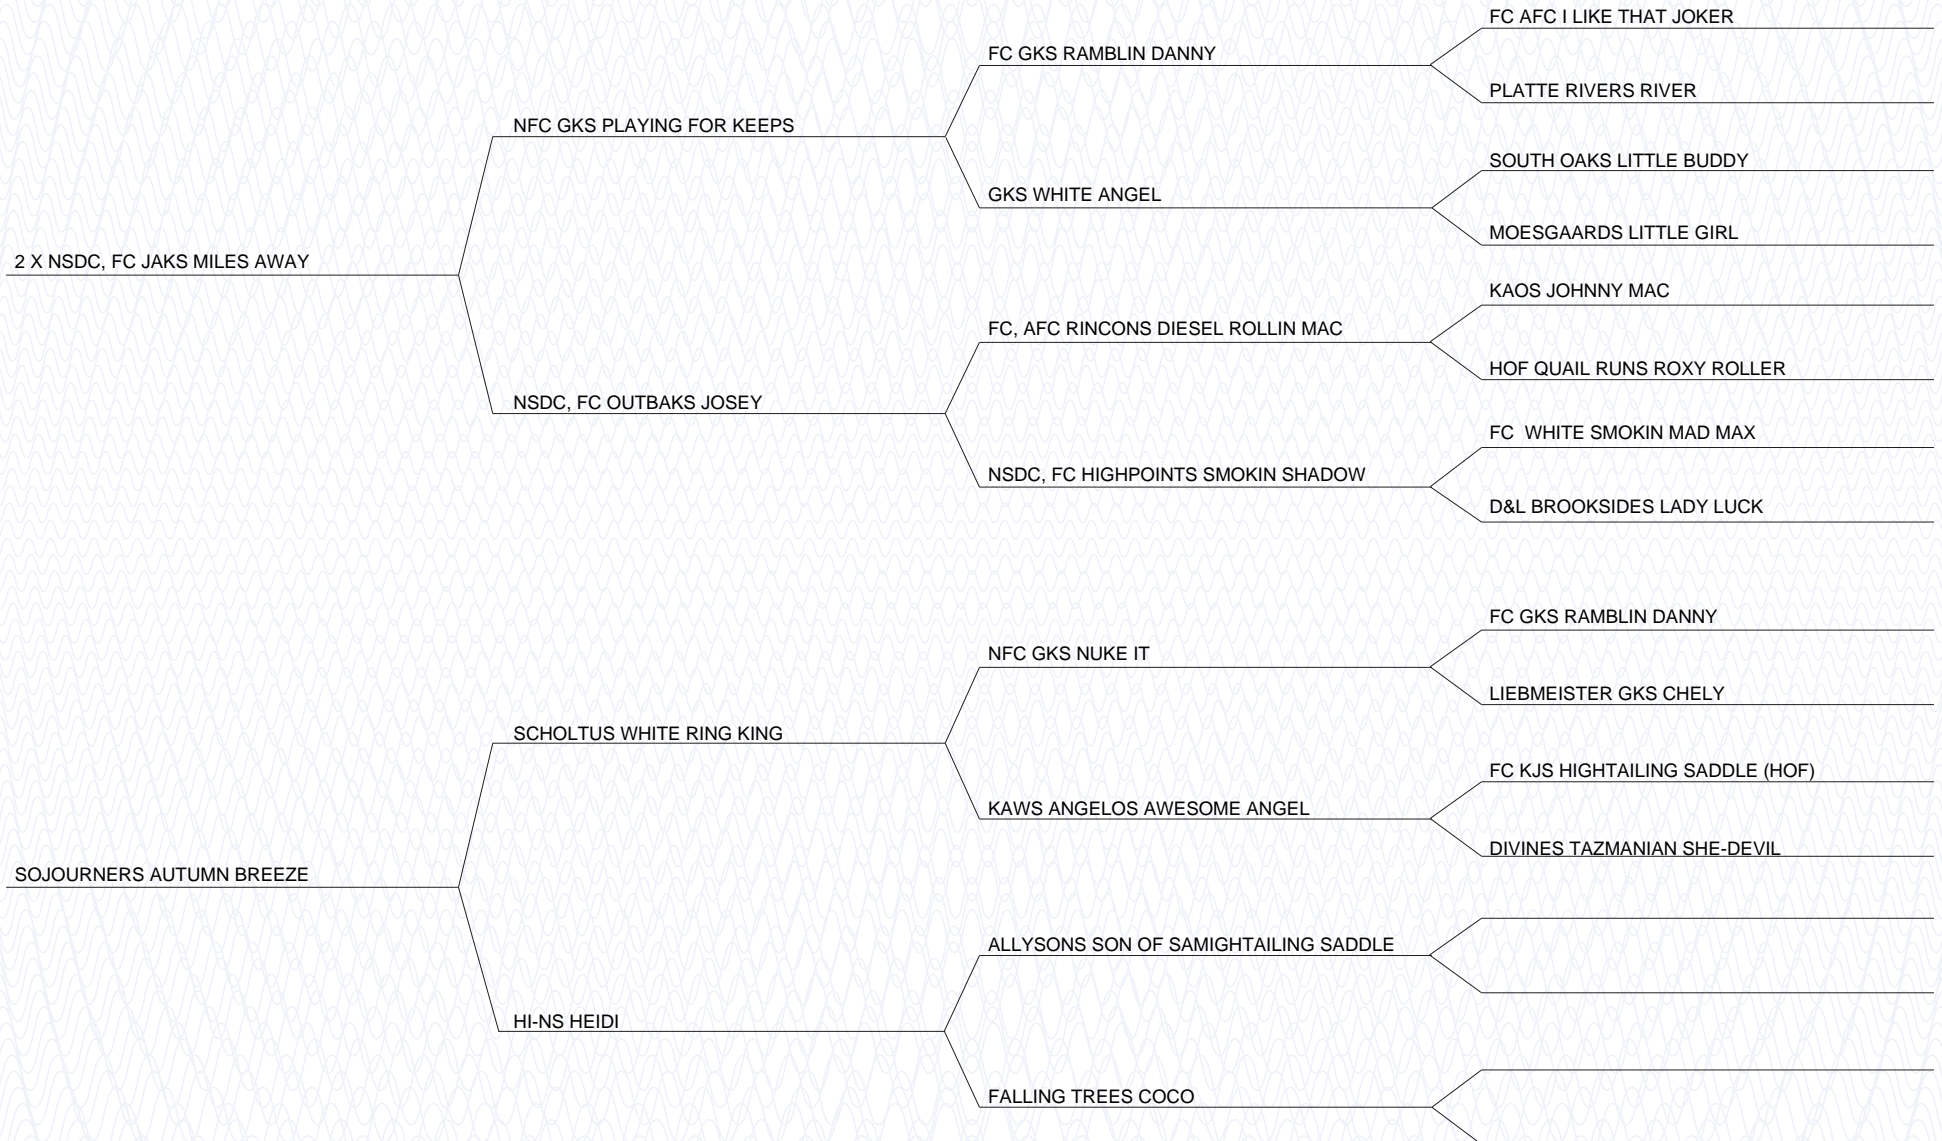 FC AFC I LIKE THAT JOKER
FC GKS RAMBLIN DANNY
PLATTE RIVERS RIVER
NFC GKS PLAYING FOR KEEPS
SOUTH OAKS LITTLE BUDDY
GKS WHITE ANGEL
MOESGAARDS LITTLE GIRL
2 X NSDC, FC JAKS MILES AWAY
KAOS JOHNNY MAC
FC, AFC RINCONS DIESEL ROLLIN MAC
HOF QUAIL RUNS ROXY ROLLER
NSDC, FC OUTBAKS JOSEY
FC  WHITE SMOKIN MAD MAX
NSDC, FC HIGHPOINTS SMOKIN SHADOW
D&L BROOKSIDES LADY LUCK
FC GKS RAMBLIN DANNY
NFC GKS NUKE IT
LIEBMEISTER GKS CHELY
SCHOLTUS WHITE RING KING
FC KJS HIGHTAILING SADDLE (HOF)
KAWS ANGELOS AWESOME ANGEL
DIVINES TAZMANIAN SHE-DEVIL
SOJOURNERS AUTUMN BREEZE
ALLYSONS SON OF SAMIGHTAILING SADDLE
HI-NS HEIDI
FALLING TREES COCO